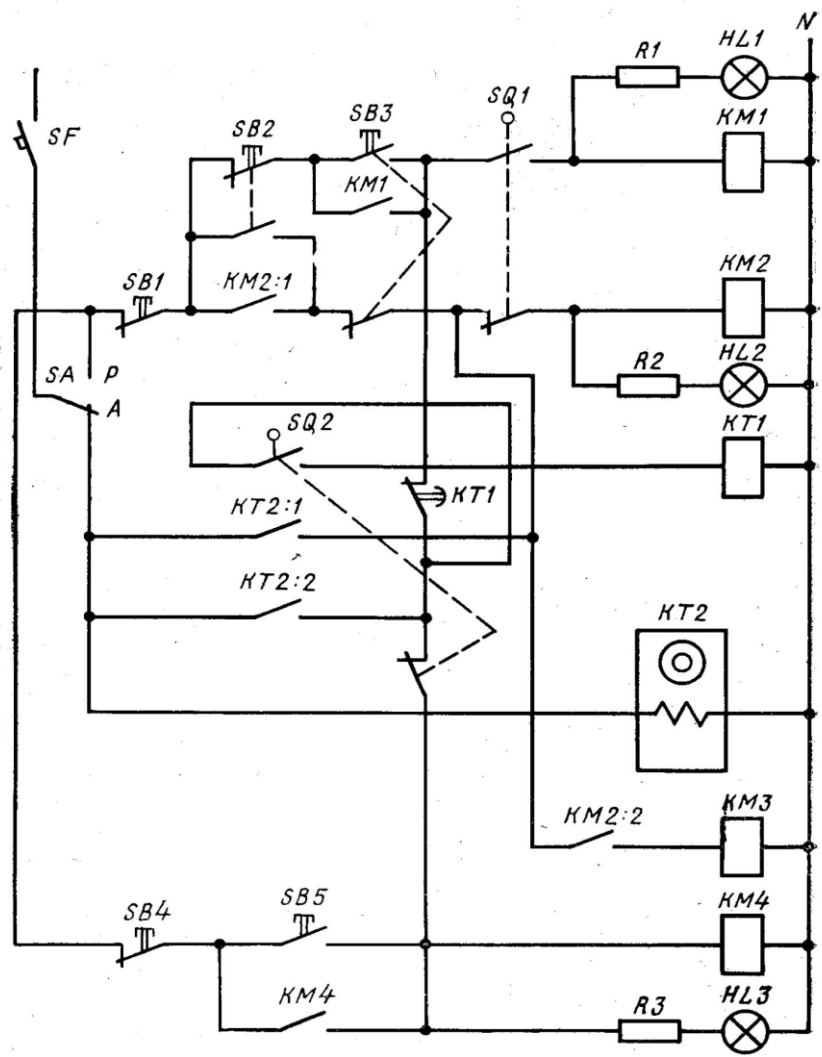 N
R1
HL1
SF
SB2
SB3
SQ1
KM1
KM1
SB1
KM2:1
KM2
SA
P
A
R2
HL2
SQ2
KT1
KT1
KT2:1
KT2:2
KT2
KM2:2
KM3
SB4
SB5
KM4
KM4
R3
HL3